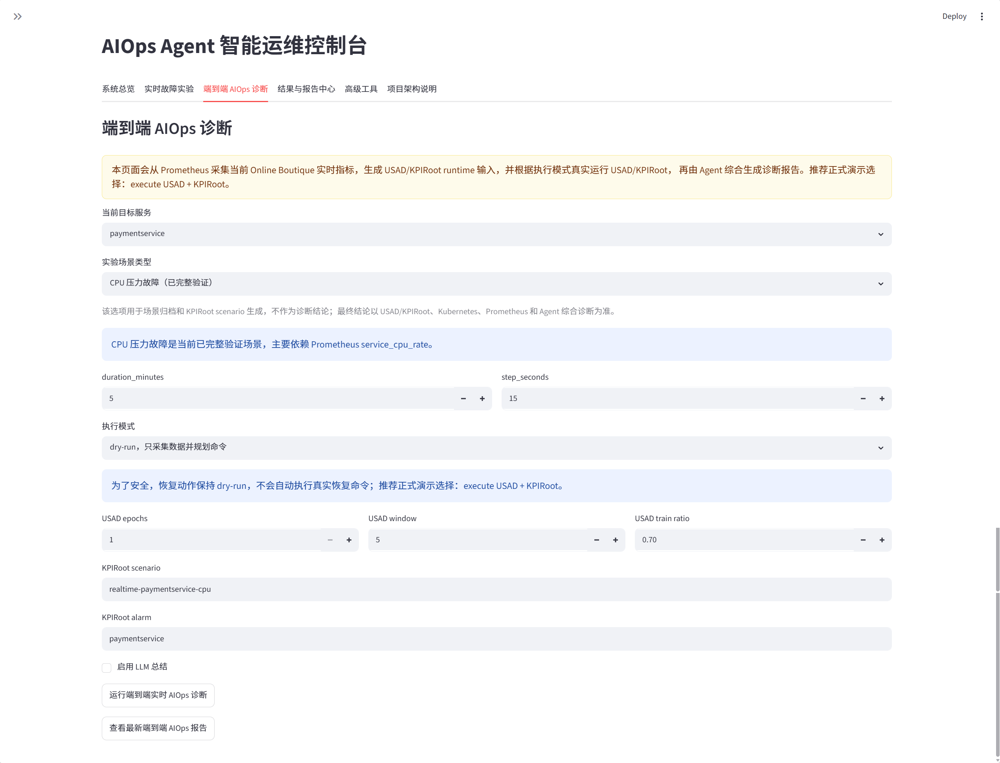 Deploy
AIOps Agent 智能运维控制台
系统总览 实时故障实验 端到端 AIOps 诊断 结果与报告中心 高级工具 项目架构说明
端到端 AIOps 诊断
本页面会从 Prometheus 采集当前 Online Boutique 实时指标，生成 USAD/KPIRoot runtime 输入，并根据执行模式真实运行 USAD/KPIRoot， 再由 Agent 综合生成诊断报告。推荐正式演示选
择：execute USAD + KPIRoot。
当前目标服务
paymentservice
实验场景类型
CPU 压力故障（已完整验证）
该选项用于场景归档和 KPIRoot scenario 生成，不作为诊断结论；最终结论以 USAD/KPIRoot、Kubernetes、Prometheus 和 Agent 综合诊断为准。
CPU 压力故障是当前已完整验证场景，主要依赖 Prometheus service_cpu_rate。
duration_minutes step_seconds
5 15
执行模式
dry-run，只采集数据并规划命令
为了安全，恢复动作保持 dry-run，不会自动执行真实恢复命令；推荐正式演示选择：execute USAD + KPIRoot。
USAD epochs USAD window USAD train ratio
1 5 0.70
KPIRoot scenario
realtime-paymentservice-cpu
KPIRoot alarm
paymentservice
启用 LLM 总结
运行端到端实时 AIOps 诊断
查看最新端到端 AIOps 报告